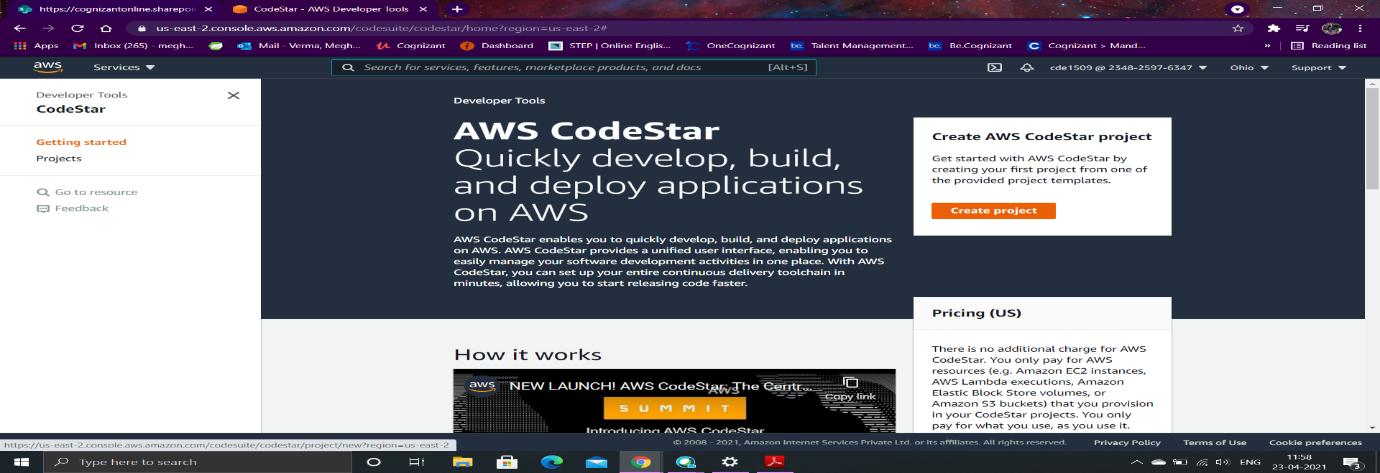 https://cognizantonline.sharepoi
CodeStar - AWS Developer Tools
us-east-2.console.aws.amazon.com/codesuite/codestar/home?region=us-east-2#
Apps
Inbox (265) - megh...
Mail - Verma, Megh...
Cognizant
Dashboard
STEP | Online Englis...
OneCognizant
be.
Talent Management...
be.
Be.Cognizant
C
Cognizant > Mand...
»
Reading list
aws
Services
Search for services, features, marketplace products, and docs
[Alt+S]
cde1509 @ 2348-2597-6347
Ohio
Support
Developer Tools
CodeStar
Getting started
Projects
Go to resource
Feedback
Developer Tools
AWS CodeStar
Quickly develop, build,
and deploy applications
on AWS
AWS CodeStar enables you to quickly develop, build, and deploy applications
on AWS. AWS CodeStar provides a unified user interface, enabling you to
easily manage your software development activities in one place. With AWS
CodeStar, you can set up your entire continuous delivery toolchain in
minutes, allowing you to start releasing code faster.
Create AWS CodeStar project
Get started with AWS CodeStar by
creating your first project from one of
the provided project templates.
Create project
Pricing (US)
There is no additional charge for AWS
CodeStar. You only pay for AWS
resources (e.g. Amazon EC2 instances,
AWS Lambda executions, Amazon
Elastic Block Store volumes, or
Amazon S3 buckets) that you provision
in your CodeStar projects. You only
pay for what you use, as you use it.
How it works
aws
NEW LAUNCH! AWS CodeStar: The Centr...
Copy link
AWS
SUMMIT
Introducing AWS CodeStar
https://us-east-2.console.aws.amazon.com/codesuite/codestar/project/new?region=us-east-2
© 2008 - 2021, Amazon Internet Services Private Ltd. or its affiliates. All rights reserved.
Privacy Policy
Terms of Use
Cookie preferences
Type here to search
ENG
11:58
23-04-2021
3